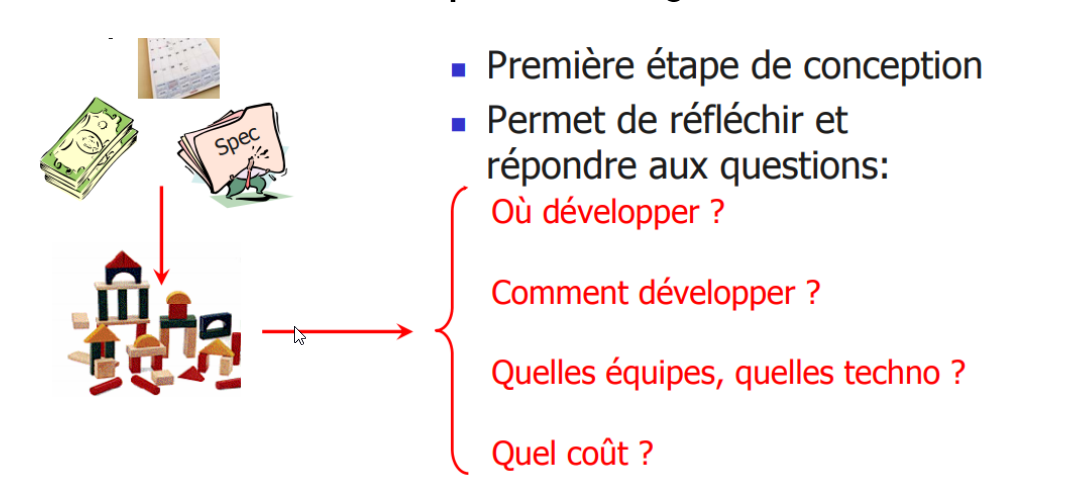 Spec
Première étape de conception
Permet de réfléchir et
répondre aux questions:
Où développer ?
Comment développer ?
Quelles équipes, quelles techno ?
Quel coût ?